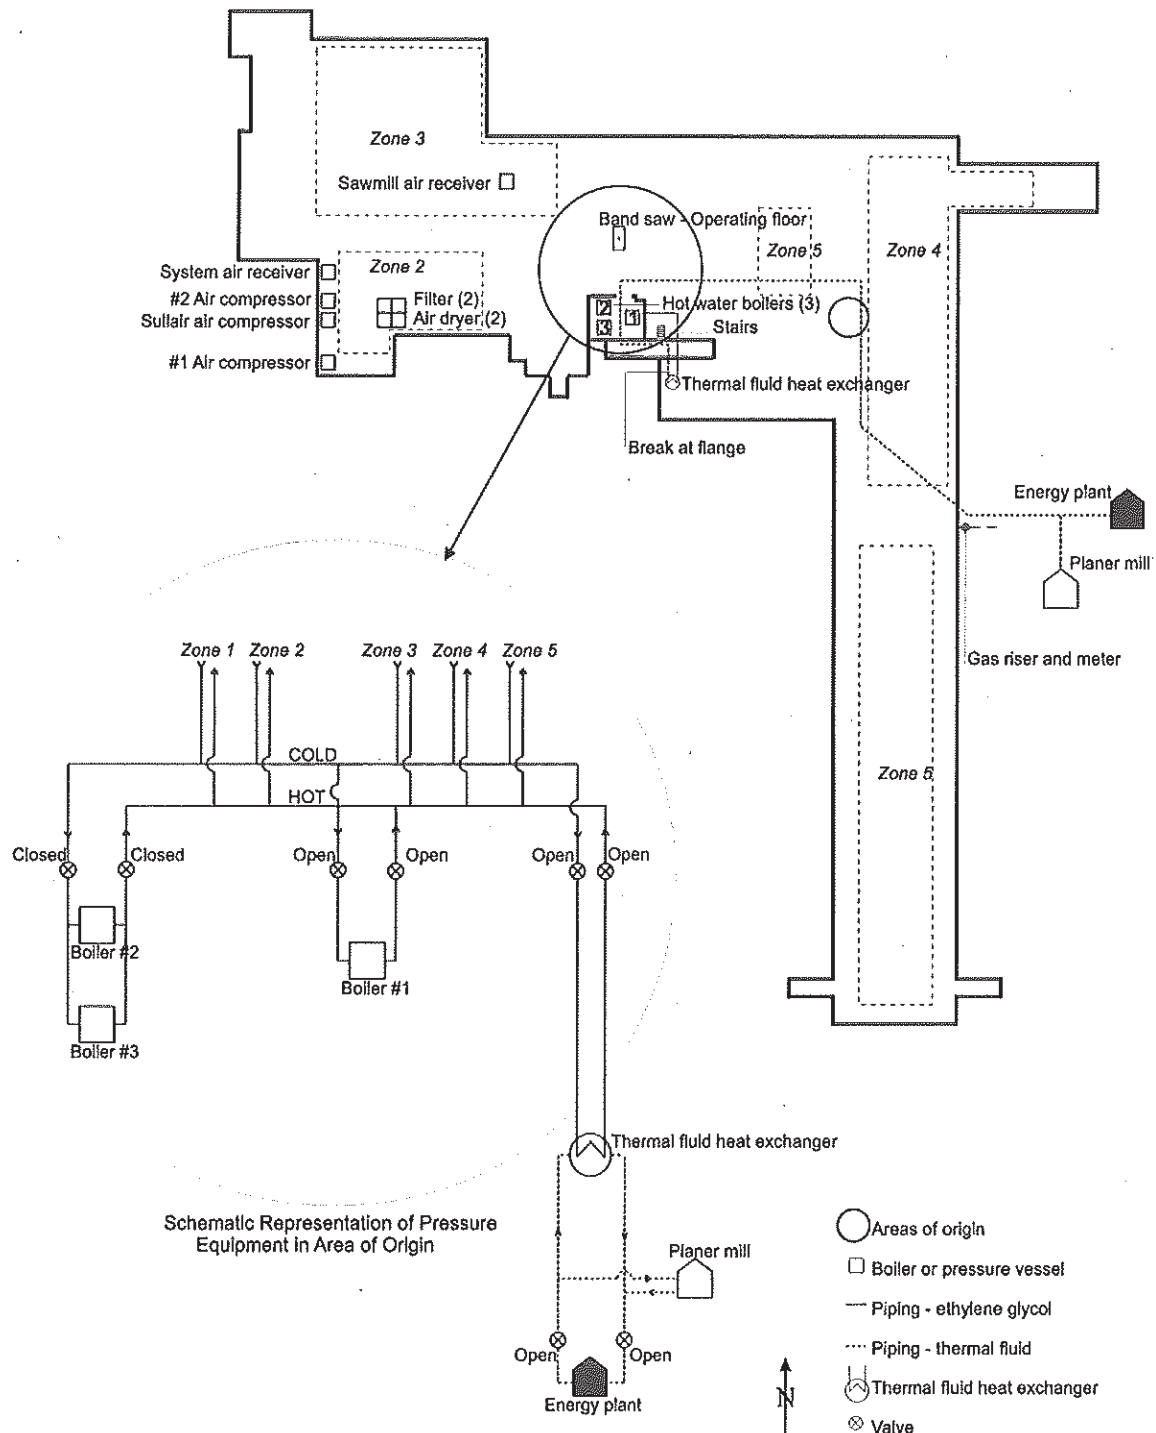 Zone 3
Sawmill air receiver
Band saw - Operating floor
Zone 5
Zone 4
System air receiver
Zone 2
#2 Air compressor
Filter (2)
Hot water boilers (3)
2
1
Sullair air compressor
Air dryer (2)
3
Stairs
#1 Air compressor
Thermal fluid heat exchanger
Break at flange
Energy plant
Planer mill
Gas riser and meter
Zone 5
Zone 1
Zone 2
Zone 3
Zone 4
Zone 5
COLD
HOT
Closed
Closed
Open
Open
Open
Open
Boiler #2
Boiler #1
Boiler #3
Thermal fluid heat exchanger
Schematic Representation of Pressure
Equipment in Area of Origin
Planer mill
Open
Open
Energy plant
N
Areas of origin
Boiler or pressure vessel
Piping - ethylene glycol
Piping - thermal fluid
Thermal fluid heat exchanger
Valve